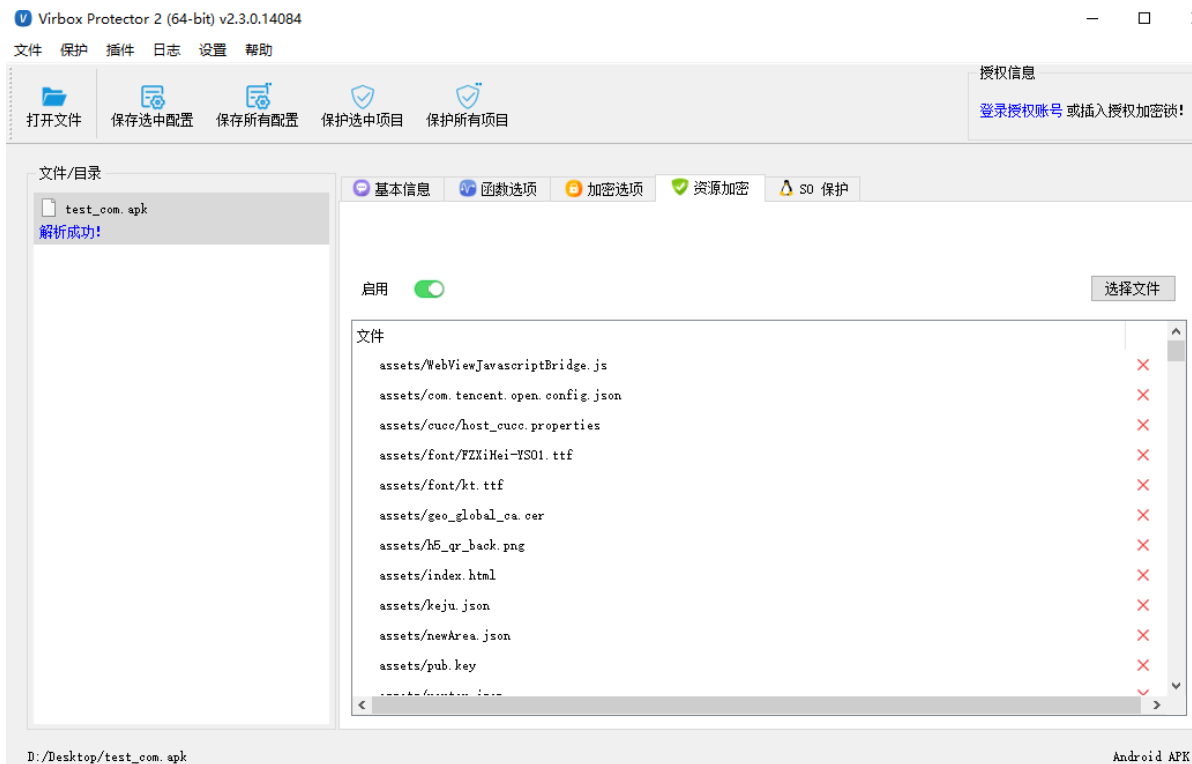 Virbox Protector 2 (64-bit) v2.3.0.14084
文件 保护 插件 日志 设置 帮助
打开文件 保存选中配置 保存所有配置 保护选中项目 保护所有项目
授权信息
登录授权账号 或插入授权加密锁!
文件/目录
test_com.apk
解析成功!
基本信息 函数选项 加密选项 资源加密 SO 保护
启用
选择文件
文件
assets/WebViewJavascriptBridge.js
assets/com.tencent.open.config.json
assets/cucc/host_cucc.properties
assets/font/FZXiHei-YS01.ttf
assets/font/kt.ttf
assets/geo_global_ca.cer
assets/h5_qr_back.png
assets/index.html
assets/keju.json
assets/newArea.json
assets/pub.key
D:/Desktop/test_com.apk
Android APK